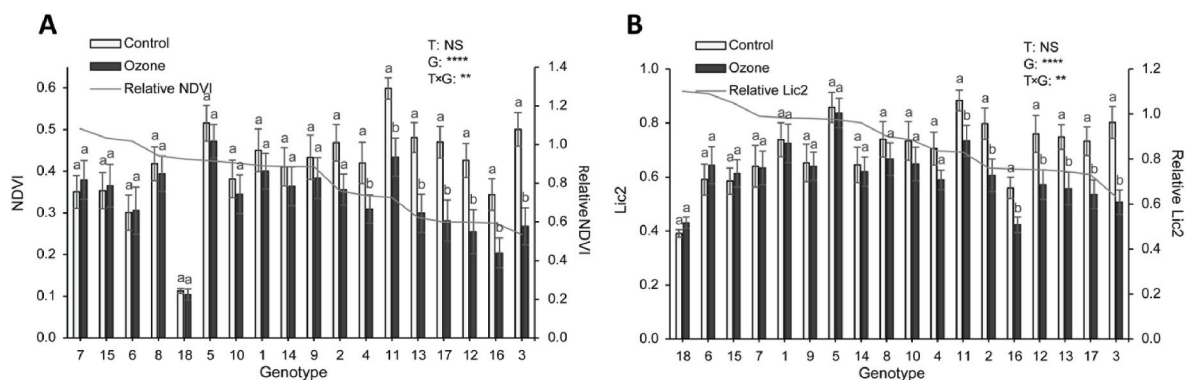 A
Control
Ozone
Relative NDVI
T: NS
G: ****
T×G: **
NDVI
0.6
0.5
0.4
0.3
0.2
0.1
0.0
a a a a a a a a a a a a a a a a a a a a a a a b a b a b a b a b a b a b
1.4
1.2
1.0
0.8
0.6
0.4
0.2
0.0
RelativeNDVI
7 15 6 8 18 5 10 1 14 9 2 4 11 13 17 12 16 3
Genotype
B
Control
Ozone
Relative Lic2
T: NS
G: ****
T×G: **
Lic2
1.0
0.8
0.6
0.4
0.2
0.0
a a a a a a a a a a a a a a a a a a a a a b a b a b a b a b a b a b a b
1.2
1.0
0.8
0.6
0.4
0.2
0.0
Relative Lic2
18 6 15 7 1 9 5 14 8 10 4 11 2 16 12 13 17 3
Genotype